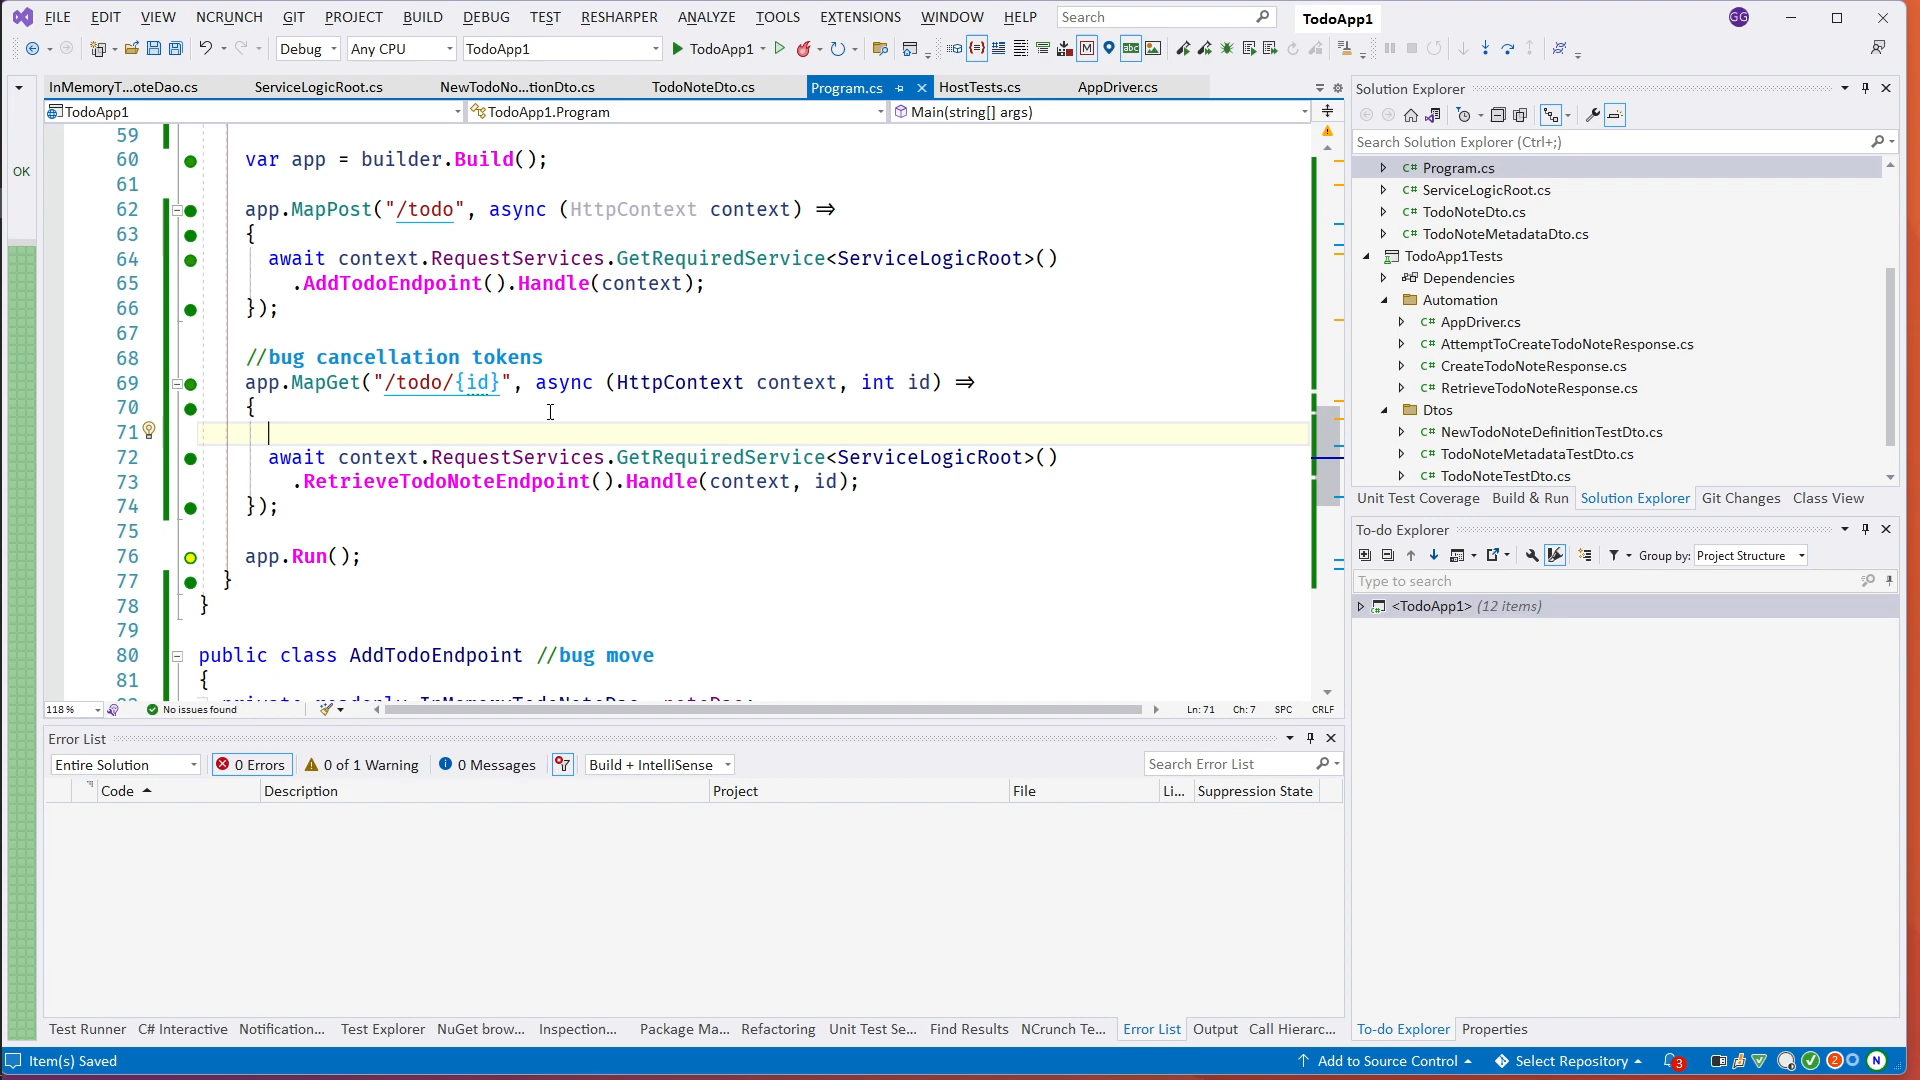 FILE EDIT VIEW NCRUNCH GIT PROJECT BUILD DEBUG TEST RESHARPER ANALYZE TOOLS EXTENSIONS WINDOW HELP Search TodoApp1 GG
Debug Any CPU TodoApp1 TodoApp1
InMemoryT...oteDao.cs ServiceLogicRoot.cs NewTodoNo...tionDto.cs TodoNoteDto.cs Program.cs HostTests.cs AppDriver.cs
TodoApp1 TodoApp1.Program Main(string[] args)
OK
59
60 var app = builder.Build();
61
62 app.MapPost("/todo", async (HttpContext context) =>
63 {
64 await context.RequestServices.GetRequiredService<ServiceLogicRoot>()
65 .AddTodoEndpoint().Handle(context);
66 });
67
68 //bug cancellation tokens
69 app.MapGet("/todo/{id}", async (HttpContext context, int id) =>
70 {
71
72 await context.RequestServices.GetRequiredService<ServiceLogicRoot>()
73 .RetrieveTodoNoteEndpoint().Handle(context, id);
74 });
75
76 app.Run();
77 }
78 }
79
80 public class AddTodoEndpoint //bug move
81 {
118 % No issues found Ln: 71 Ch: 7 SPC CRLF
Error List
Entire Solution 0 Errors 0 of 1 Warning 0 Messages Build + IntelliSense Search Error List
Code Description Project File Li... Suppression State
Test Runner C# Interactive Notification... Test Explorer NuGet brow... Inspection... Package Ma... Refactoring Unit Test Se... Find Results NCrunch Te... Error List Output Call Hierarc...
Solution Explorer
Search Solution Explorer (Ctrl+;)
C# Program.cs
C# ServiceLogicRoot.cs
C# TodoNoteDto.cs
C# TodoNoteMetadataDto.cs
TodoApp1Tests
Dependencies
Automation
C# AppDriver.cs
C# AttemptToCreateTodoNoteResponse.cs
C# CreateTodoNoteResponse.cs
C# RetrieveTodoNoteResponse.cs
Dtos
C# NewTodoNoteDefinitionTestDto.cs
C# TodoNoteMetadataTestDto.cs
C# TodoNoteTestDto.cs
Unit Test Coverage Build & Run Solution Explorer Git Changes Class View
To-do Explorer
Group by: Project Structure
Type to search
<TodoApp1> (12 items)
To-do Explorer Properties
Item(s) Saved Add to Source Control Select Repository 3 2 N